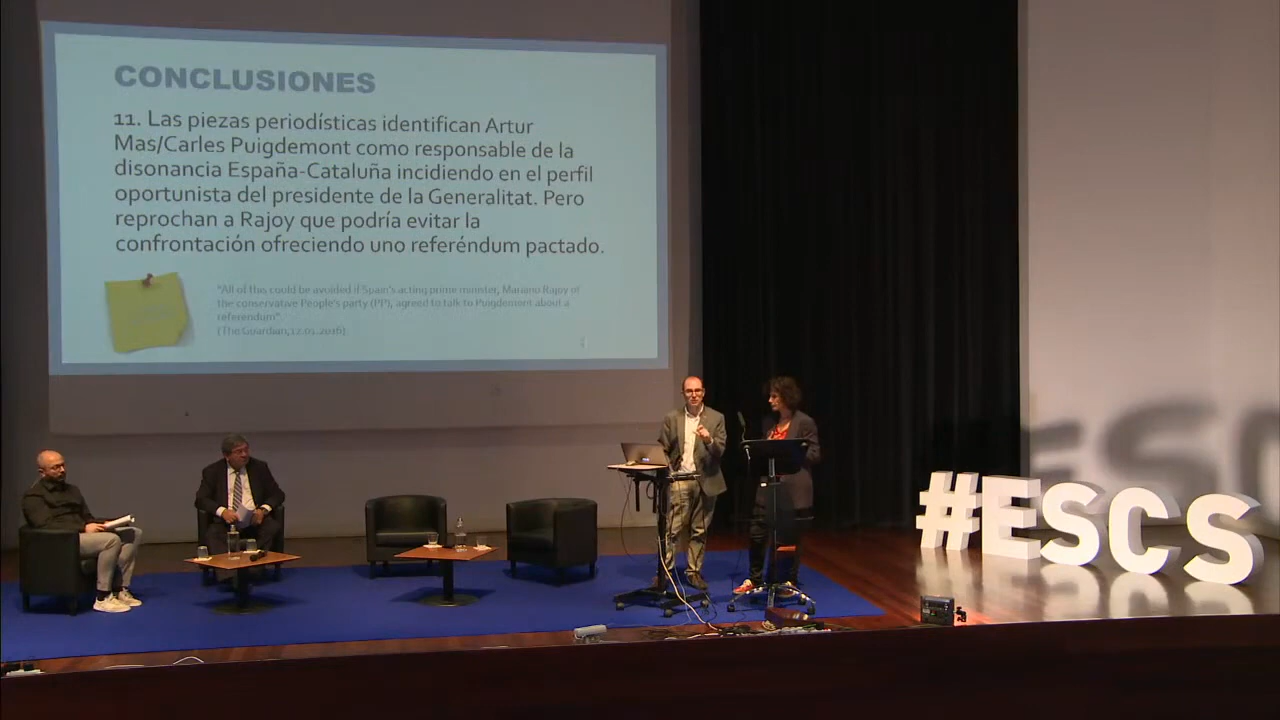 CONCLUSIONES
11. Las piezas periodísticas identifican Artur
Mas/Carles Puigdemont como responsable de la
disonancia España-Cataluña incidiendo en el perfil
oportunista del presidente de la Generalitat. Pero
reprochan a Rajoy que podría evitar la
confrontación ofreciendo uno referéndum pactado.
"All of this could be avoided if Spain's acting prime minister, Mariano Rajoy of
the conservative People's party (PP), agreed to talk to Puigdemont about a
referendum".
(The Guardian, 12.01.2016)
#ESCS